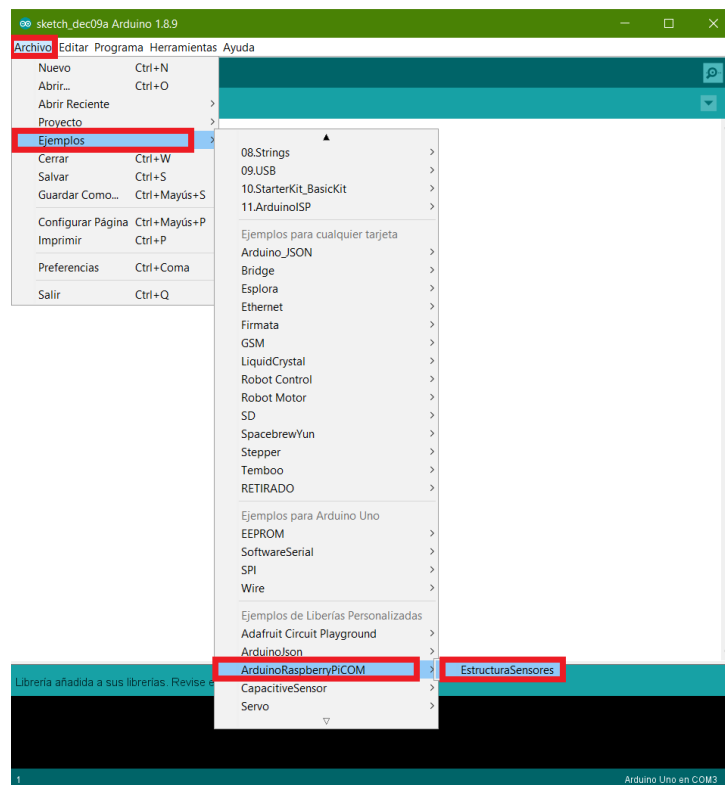 sketch_dec09a Arduino 1.8.9
Archivo Editar Programa Herramientas Ayuda
Nuevo Ctrl+N
Abrir... Ctrl+O
Abrir Reciente
Proyecto
Ejemplos
Cerrar Ctrl+W
Salvar Ctrl+S
Guardar Como... Ctrl+Mayús+S
Configurar Página Ctrl+Mayús+P
Imprimir Ctrl+P
Preferencias Ctrl+Coma
Salir Ctrl+Q
08.Strings
09.USB
10.StarterKit_BasicKit
11.ArduinoISP
Ejemplos para cualquier tarjeta
Arduino_JSON
Bridge
Esplora
Ethernet
Firmata
GSM
LiquidCrystal
Robot Control
Robot Motor
SD
SpacebrewYun
Stepper
Temboo
RETIRADO
Ejemplos para Arduino Uno
EEPROM
SoftwareSerial
SPI
Wire
Ejemplos de Liberías Personalizadas
Adafruit Circuit Playground
ArduinoJson
ArduinoRaspberryPiCOM
EstructuraSensores
CapacitiveSensor
Servo
Librería añadida a sus librerías. Revise e
1
Arduino Uno en COM3